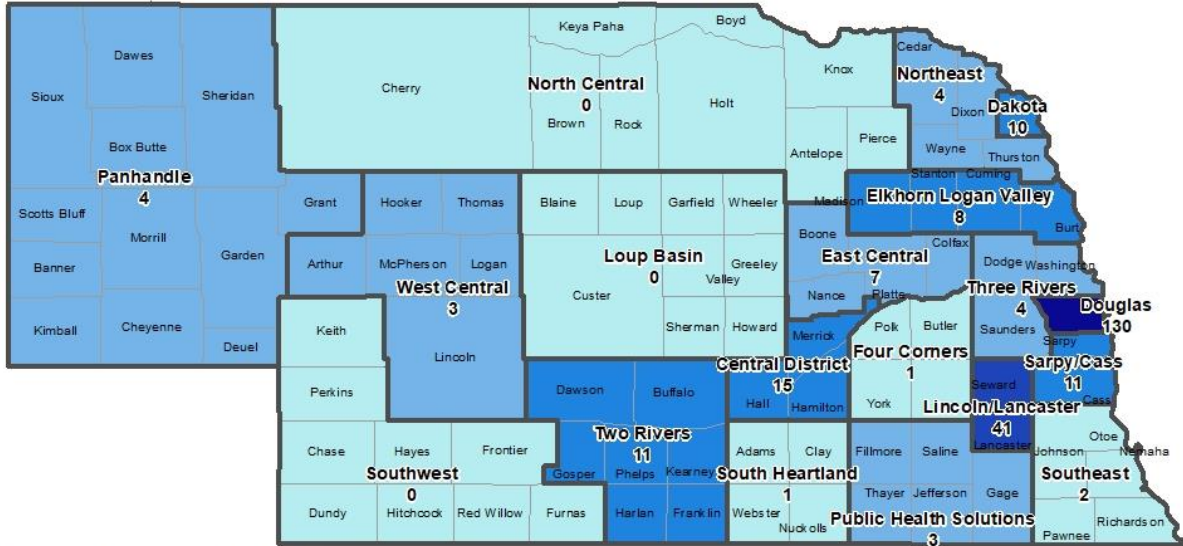 Keya Paha
Boyd
Dawes
Cedar
Knox
Northeast
4
Sioux
Sheridan
Cherry
North Central
0
Holt
Dixon
Dakota
10
Brown
Rock
Box Butte
Antelope
Pierce
Wayne
Thurston
Panhandle
4
Stanton
Cuming
Grant
Hooker
Thomas
Blaine
Loup
Garfield
Wheeler
Madison
Elkhorn Logan Valley
8
Burt
Scotts Bluff
Morrill
Garden
Boone
Colfax
Banner
Arthur
McPherson
Logan
Loup Basin
0
Valley
Greeley
East Central
7
Dodge
Washington
West Central
3
Custer
Nance
Platte
Three Rivers
4
Douglas
130
Kimball
Cheyenne
Deuel
Keith
Sherman
Howard
Merrick
Polk
Butler
Saunders
Sarpy
Lincoln
Central District
15
Four Corners
1
Sarpy/Cass
11
Perkins
Dawson
Buffalo
Hall
Hamilton
York
Seward
Cass
Lincoln/Lancaster
41
Lancaster
Two Rivers
11
Chase
Hayes
Frontier
Adams
Clay
Fillmore
Saline
Otoe
Johnson
Nemaha
Southwest
0
Gosper
Phelps
Kearney
South Heartland
1
Southeast
2
Thayer
Jefferson
Gage
Dundy
Hitchcock
Red Willow
Furnas
Harlan
Franklin
Webster
Nuckolls
Public Health Solutions
3
Pawnee
Richardson